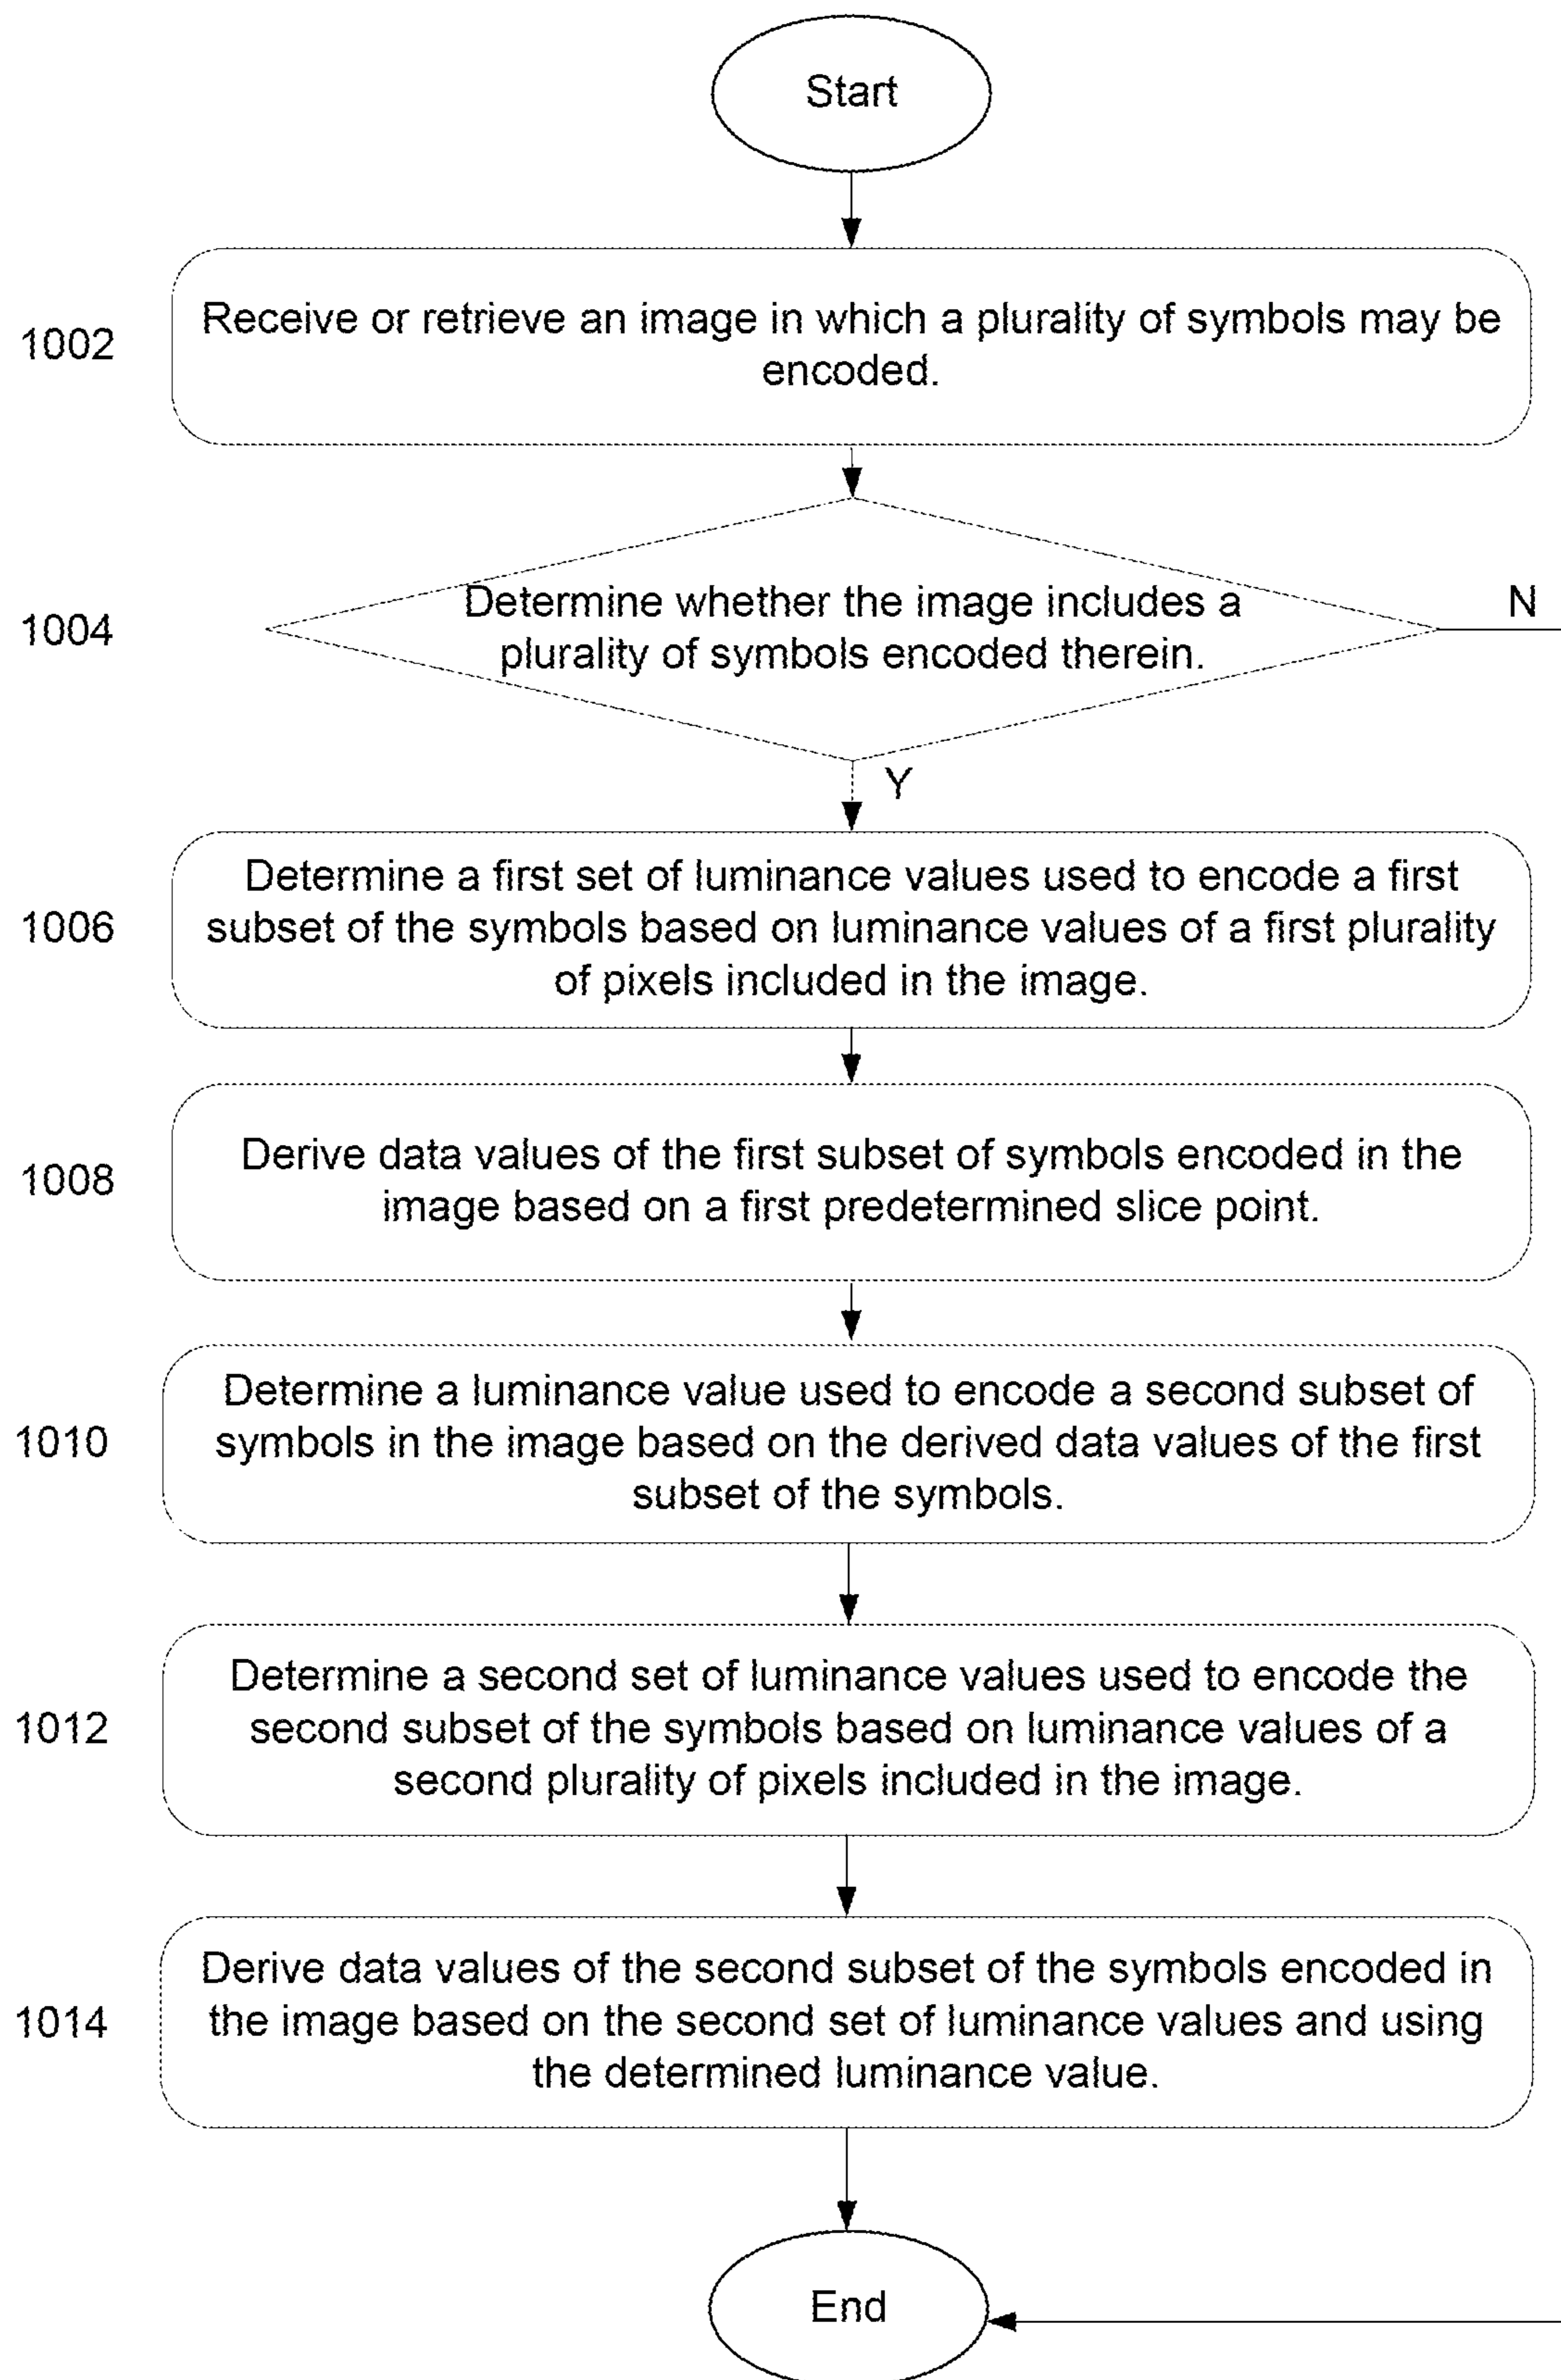 Start
1002
Receive or retrieve an image in which a plurality of symbols may be
encoded.
1004
Determine whether the image includes a
plurality of symbols encoded therein.
N
Y
1006
Determine a first set of luminance values used to encode a first
subset of the symbols based on luminance values of a first plurality
of pixels included in the image.
1008
Derive data values of the first subset of symbols encoded in the
image based on a first predetermined slice point.
1010
Determine a luminance value used to encode a second subset of
symbols in the image based on the derived data values of the first
subset of the symbols.
1012
Determine a second set of luminance values used to encode the
second subset of the symbols based on luminance values of a
second plurality of pixels included in the image.
1014
Derive data values of the second subset of the symbols encoded in
the image based on the second set of luminance values and using
the determined luminance value.
End